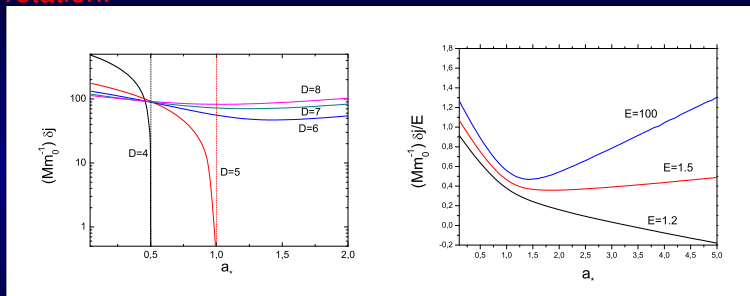 rotation.
(Mm₀⁻¹) δj
100
10
1
0,5
1,0
1,5
2,0
a*
D=8
D=7
D=6
D=4
D=5
(Mm₀⁻¹) δj/E
1,8
1,6
1,4
1,2
1,0
0,8
0,6
0,4
0,2
0,0
-0,2
0,5
1,0
1,5
2,0
2,5
3,0
3,5
4,0
4,5
5,0
a*
E=100
E=1.5
E=1.2